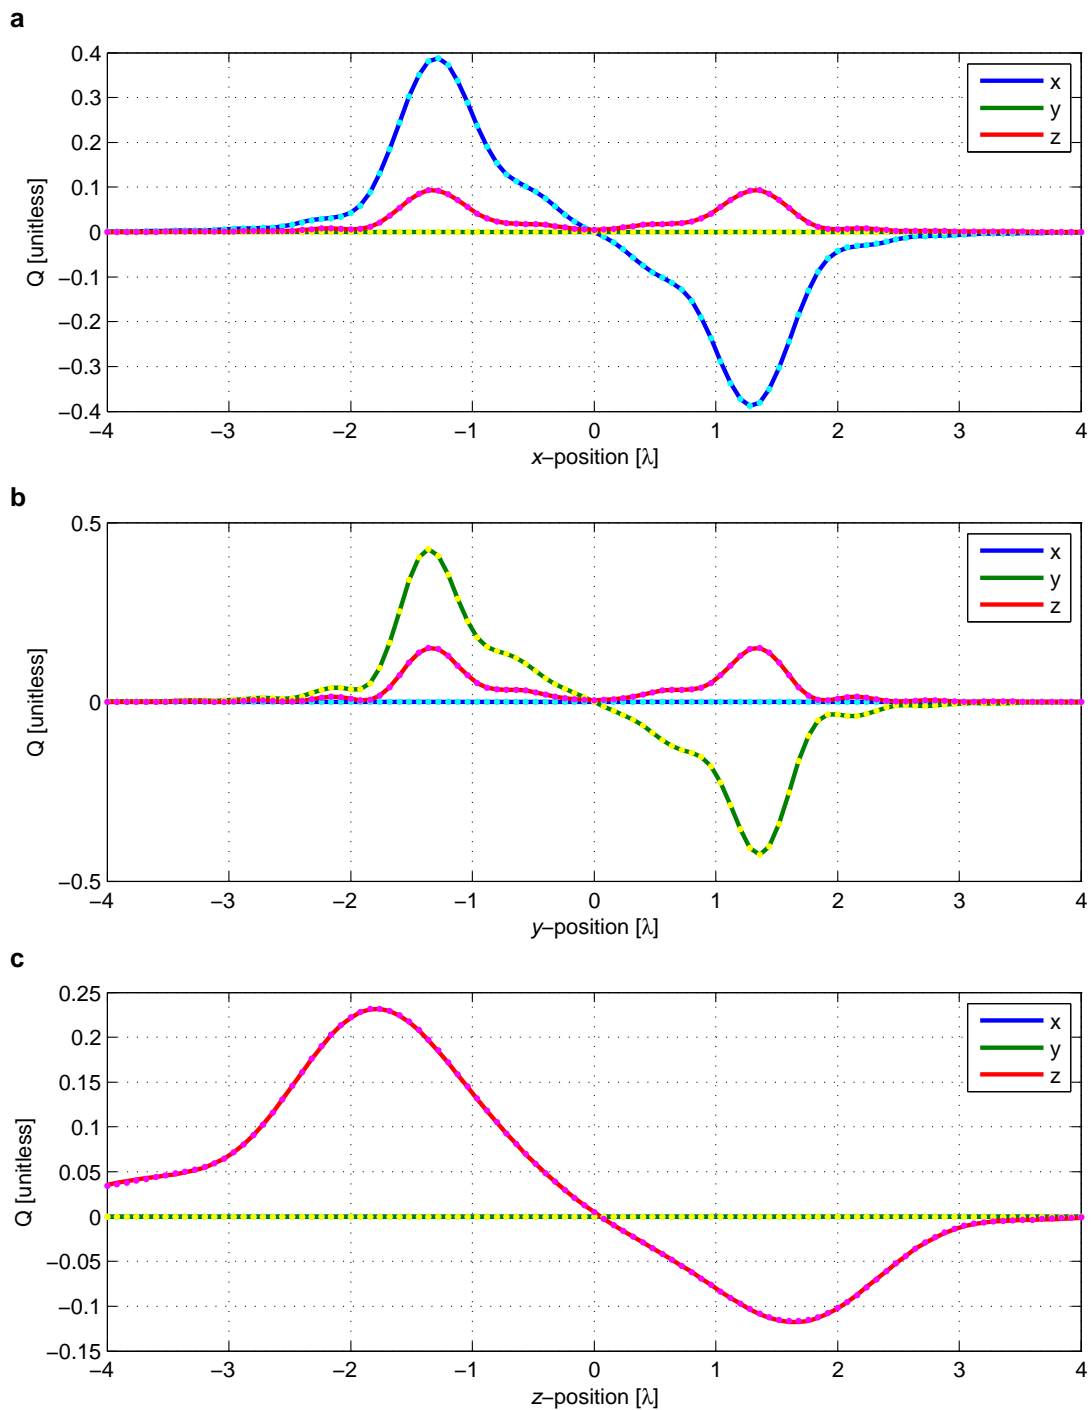 a
0.4
0.3
0.2
0.1
0
−0.1
−0.2
−0.3
−0.4
Q [unitless]
−4 −3 −2 −1 0 1 2 3 4
x−position [λ]
x
y
z
b
0.5
0
−0.5
Q [unitless]
−4 −3 −2 −1 0 1 2 3 4
y−position [λ]
x
y
z
c
0.25
0.2
0.15
0.1
0.05
0
−0.05
−0.1
−0.15
Q [unitless]
−4 −3 −2 −1 0 1 2 3 4
z−position [λ]
x
y
z